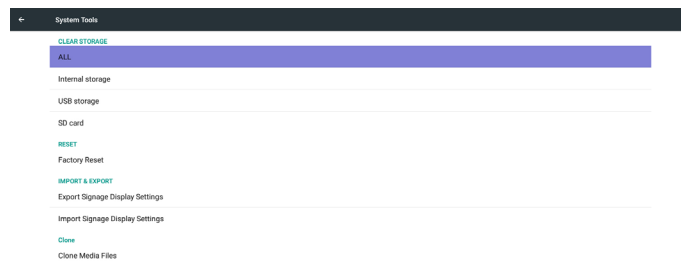 System Tools
CLEAR STORAGE
ALL
Internal storage
USB storage
SD card
RESET
Factory Reset
IMPORT & EXPORT
Export Signage Display Settings
Import Signage Display Settings
Clone
Clone Media Files